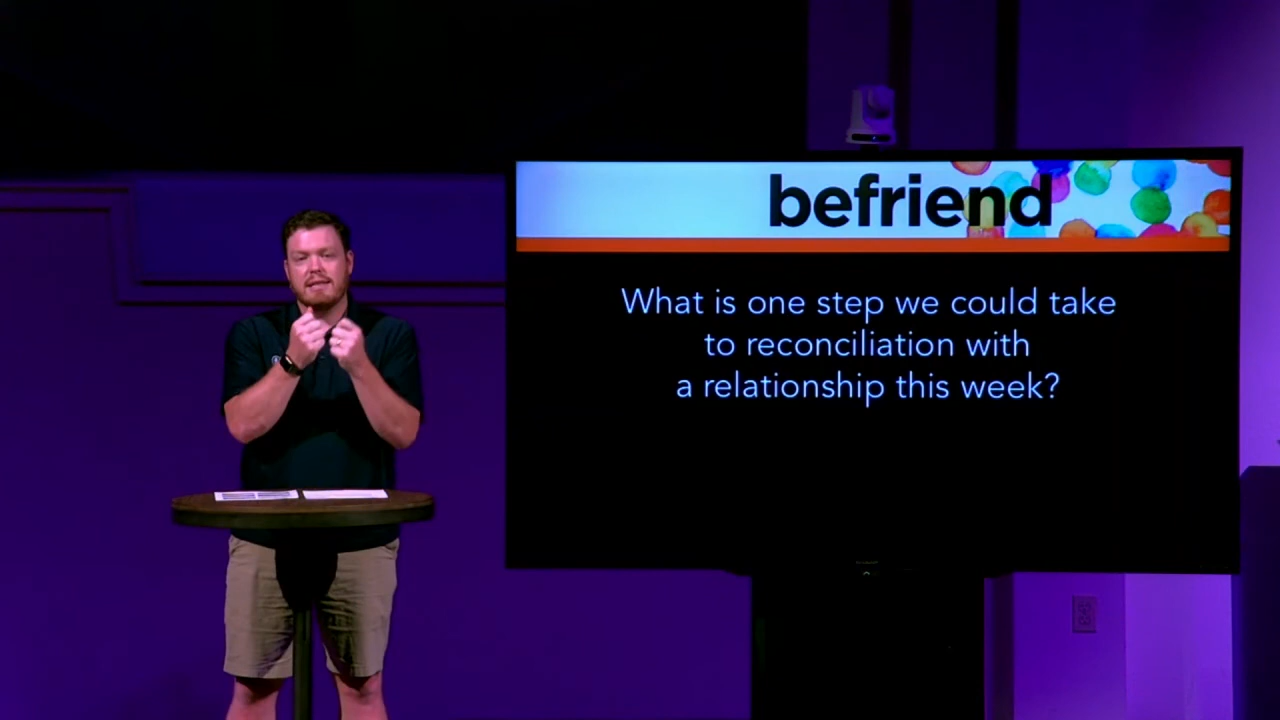 befriend
What is one step we could take
to reconciliation with
a relationship this week?